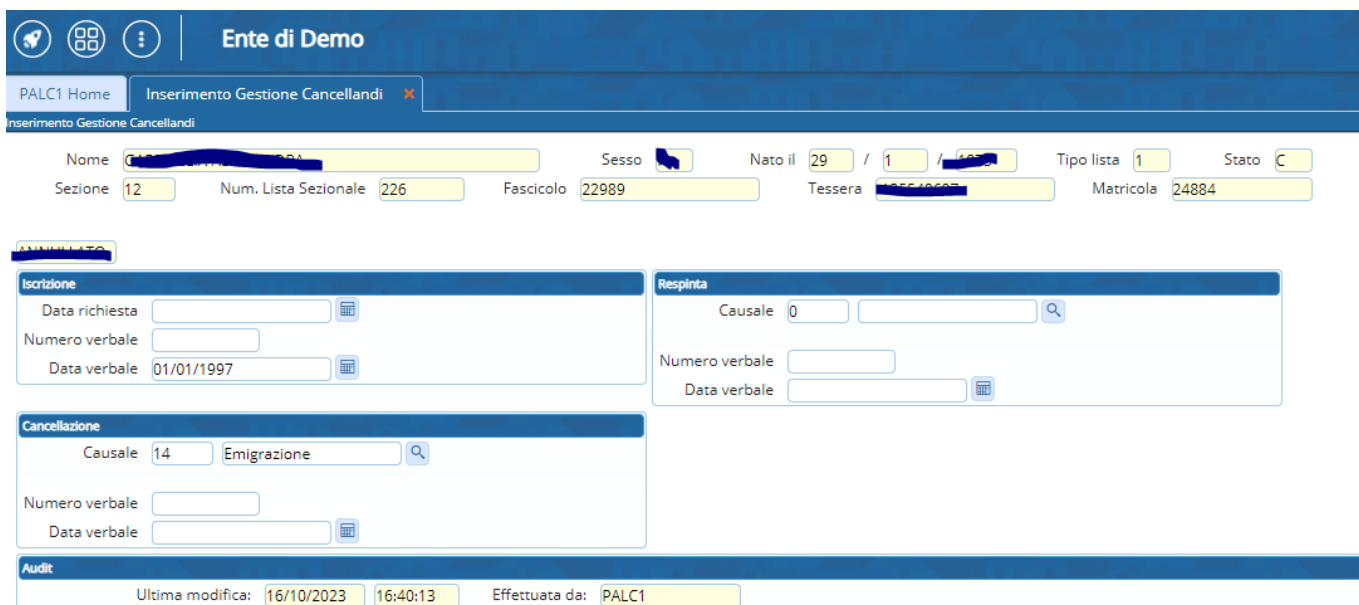 Ente di Demo
PALC1 Home Inserimento Gestione Cancellandi
Inserimento Gestione Cancellandi
Nome Sesso Nato il 29 / 1 / Tipo lista 1 Stato C
Sezione 12 Num. Lista Sezionale 226 Fascicolo 22989 Tessera Matricola 24884
Iscrizione Respinta
Data richiesta Causale 0
Numero verbale
Data verbale 01/01/1997 Numero verbale
Data verbale
Cancellazione
Causale 14 Emigrazione
Numero verbale
Data verbale
Audit
Ultima modifica: 16/10/2023 16:40:13 Effettuata da: PALC1